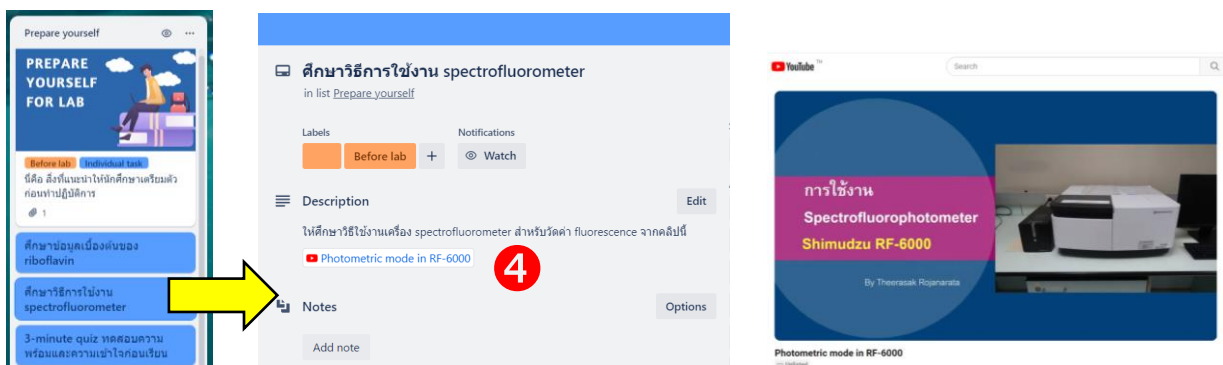 Prepare yourself
PREPARE
YOURSELF
FOR LAB
Before lab Individual task
นี่คือ สิ่งที่แนะนำให้นักศึกษาเตรียมตัว
ก่อนทำปฏิบัติการ
1
ศึกษาข้อมูลเบื้องต้นของ
riboflavin
ศึกษาวิธีการใช้งาน
spectrofluorometer
3-minute quiz ทดสอบความ
พร้อมและความเข้าใจก่อนเรียน
ศึกษาวิธีการใช้งาน spectrofluorometer
in list Prepare yourself
Labels
Notifications
Before lab + Watch
Description
Edit
ให้ศึกษาวิธีใช้งานเครื่อง spectrofluorometer สำหรับวัดค่า fluorescence จากคลิปนี้
Photometric mode in RF-6000
4
Notes
Options
Add note
YouTube TH
Search
การใช้งาน
Spectrofluorophotometer
Shimudzu RF-6000
By Theerasak Rojanarata
Photometric mode in RF-6000
Unlisted